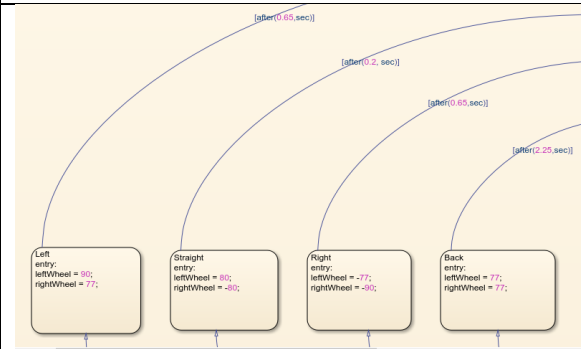 [after(0.65,sec)]
[after(0.2, sec)]
[after(0.65,sec)]
[after(2.25,sec)]
Left
entry:
leftWheel = 90;
rightWheel = 77;
Straight
entry:
leftWheel = 80;
rightWheel = -80;
Right
entry:
leftWheel = -77;
rightWheel = -90;
Back
entry:
leftWheel = 77;
rightWheel = 77;